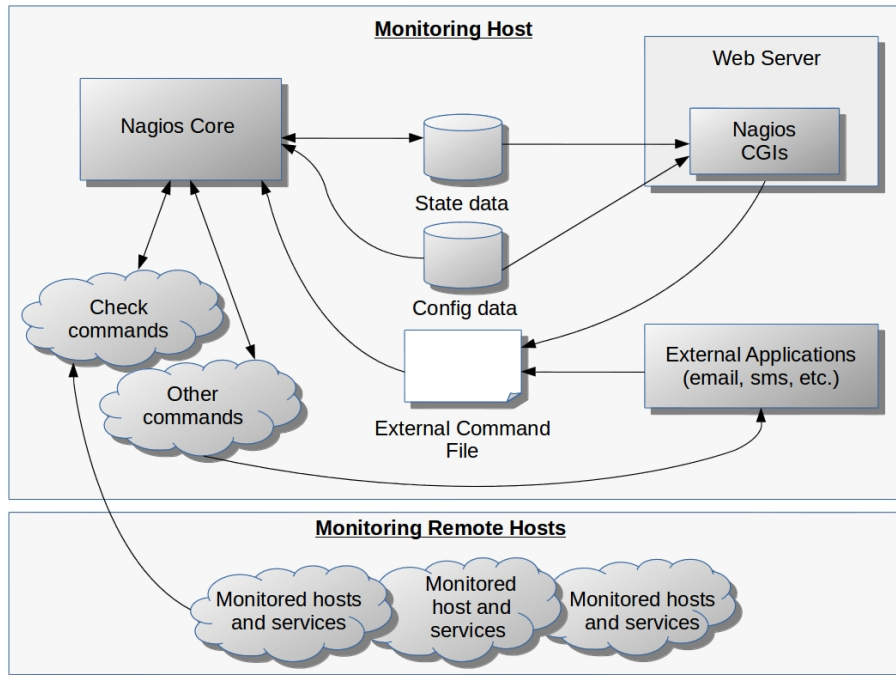 Monitoring Host
Web Server
Nagios Core
Nagios
CGIs
State data
Config data
Check
commands
Other
commands
External Applications
(email, sms, etc.)
External Command
File
Monitoring Remote Hosts
Monitored hosts
and services
Monitored
host and
services
Monitored hosts
and services